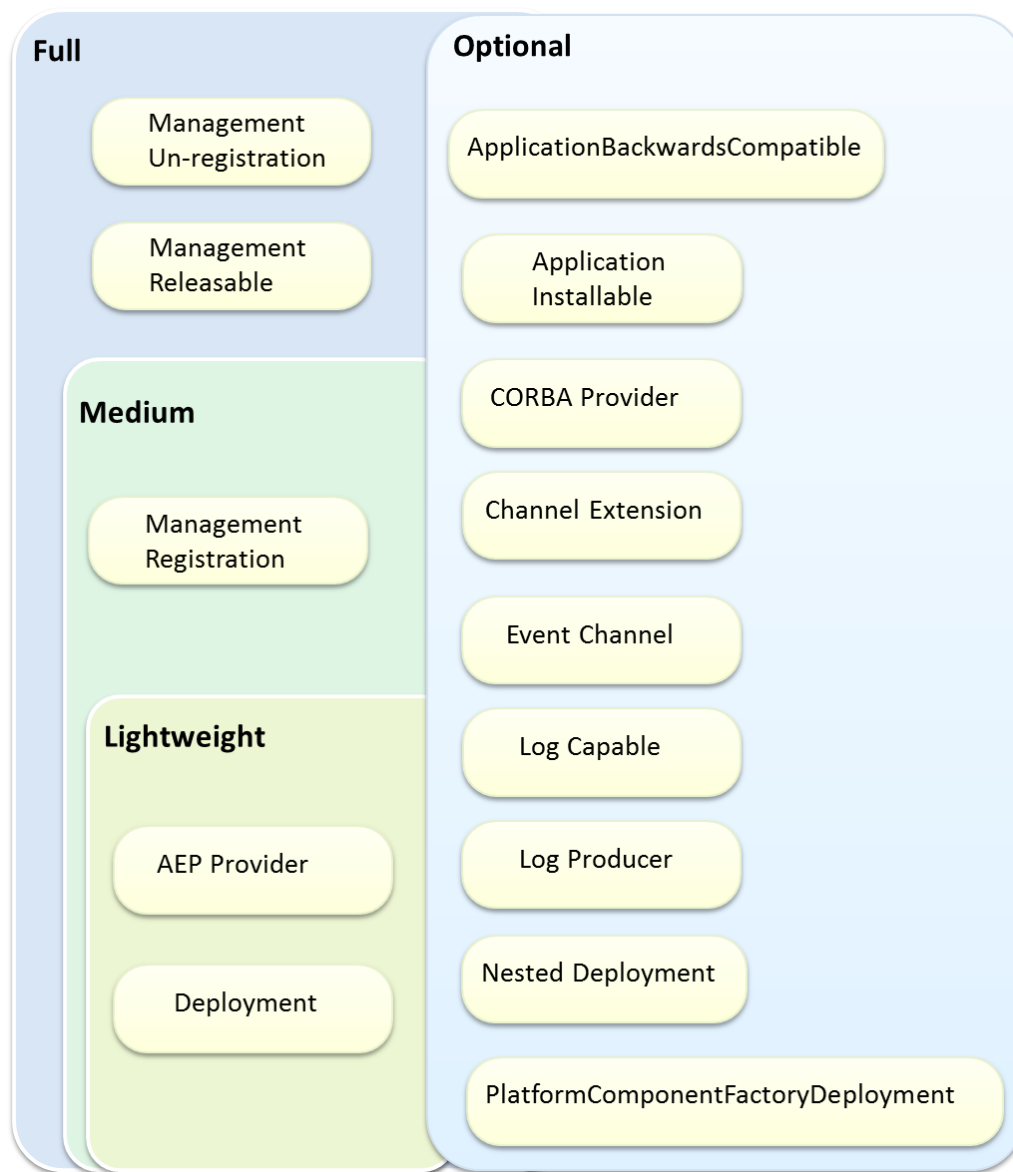 Full
Management
Un-registration
Management
Releasable
Medium
Management
Registration
Lightweight
AEP Provider
Deployment
Optional
ApplicationBackwardsCompatible
Application
Installable
CORBA Provider
Channel Extension
Event Channel
Log Capable
Log Producer
Nested Deployment
PlatformComponentFactoryDeployment